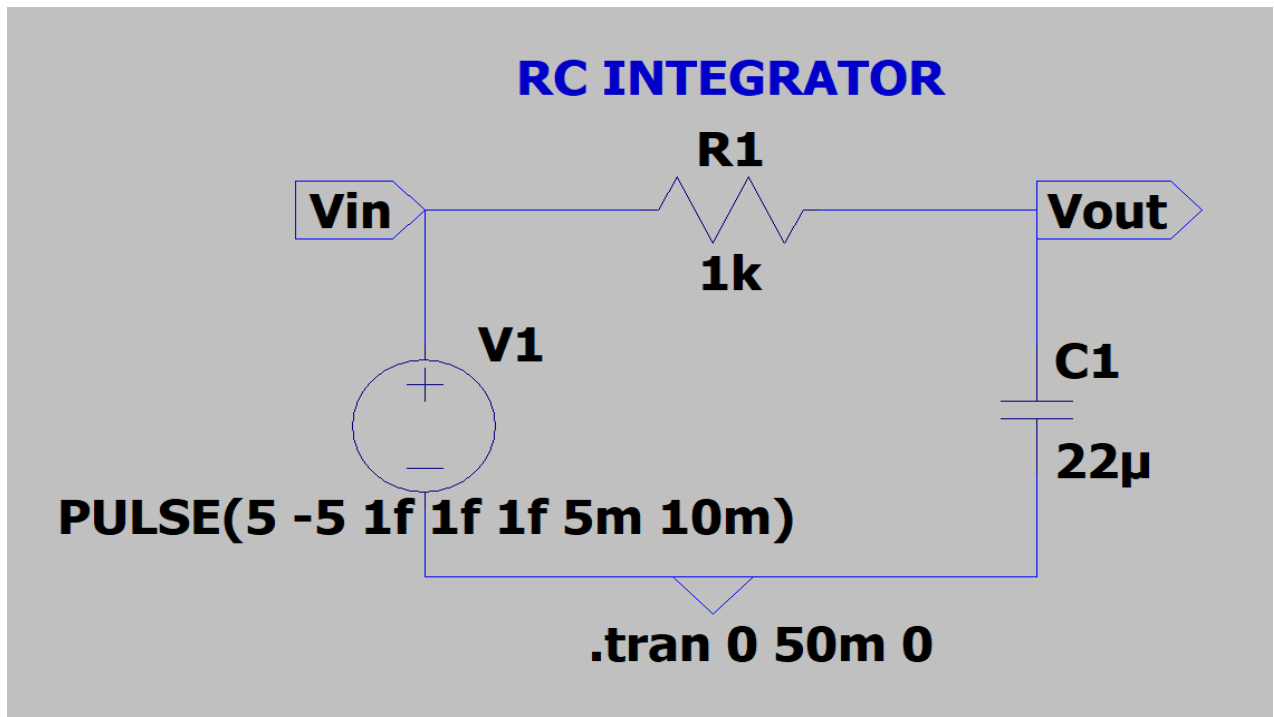 RC INTEGRATOR
R1
Vin
Vout
1k
V1
C1
22µ
PULSE(5 -5 1f 1f 1f 5m 10m)
.tran 0 50m 0